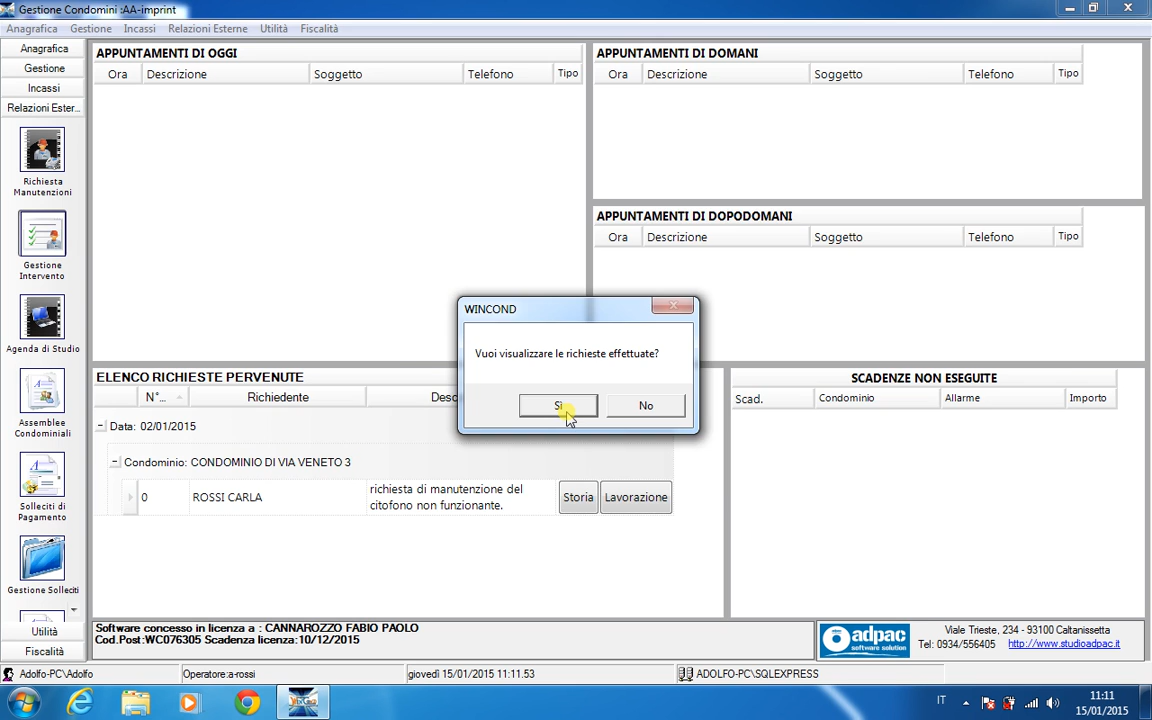 Gestione Condomini :AA-imprint
Anagrafica Gestione Incassi Relazioni Esterne Utilità Fiscalità
Anagrafica
Gestione
Incassi
Relazioni Ester...
Richiesta
Manutenzioni
Gestione
Intervento
Agenda di Studio
Assemblee
Condominiali
Solleciti di
Pagamento
Gestione Solleciti
Utilità
Fiscalità
APPUNTAMENTI DI OGGI
Ora Descrizione Soggetto Telefono Tipo
APPUNTAMENTI DI DOMANI
Ora Descrizione Soggetto Telefono Tipo
APPUNTAMENTI DI DOPODOMANI
Ora Descrizione Soggetto Telefono Tipo
WINCOND
Vuoi visualizzare le richieste effettuate?
Sì No
ELENCO RICHIESTE PERVENUTE
N°... Richiedente Desc
Data: 02/01/2015
Condominio: CONDOMINIO DI VIA VENETO 3
0 ROSSI CARLA richiesta di manutenzione del
citofono non funzionante.
Storia Lavorazione
SCADENZE NON ESEGUITE
Scad. Condominio Allarme Importo
Software concesso in licenza a : CANNAROZZO FABIO PAOLO
Cod.Post:WC076305 Scadenza licenza:10/12/2015
adpac
software solution
Viale Trieste, 234 - 93100 Caltanissetta
Tel: 0934/556405 http://www.studioadpac.it
Adolfo-PC\Adolfo Operatore:a-rossi giovedì 15/01/2015 11:11.53 ADOLFO-PC\SQLEXPRESS
IT
11:11
15/01/2015